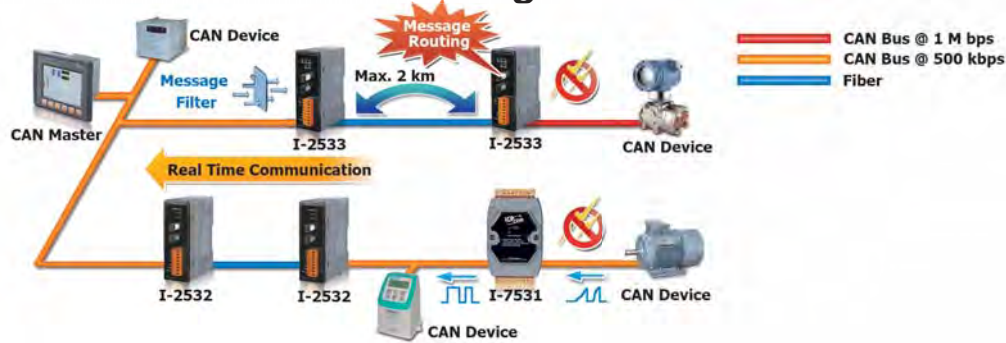 Message
Routing
CAN Device
Message
Filter
Max. 2 km
CAN Master
I-2533
I-2533
CAN Device
CAN Bus @ 1 M bps
CAN Bus @ 500 kbps
Fiber
Real Time Communication
I-2532
I-2532
I-7531
CAN Device
CAN Device